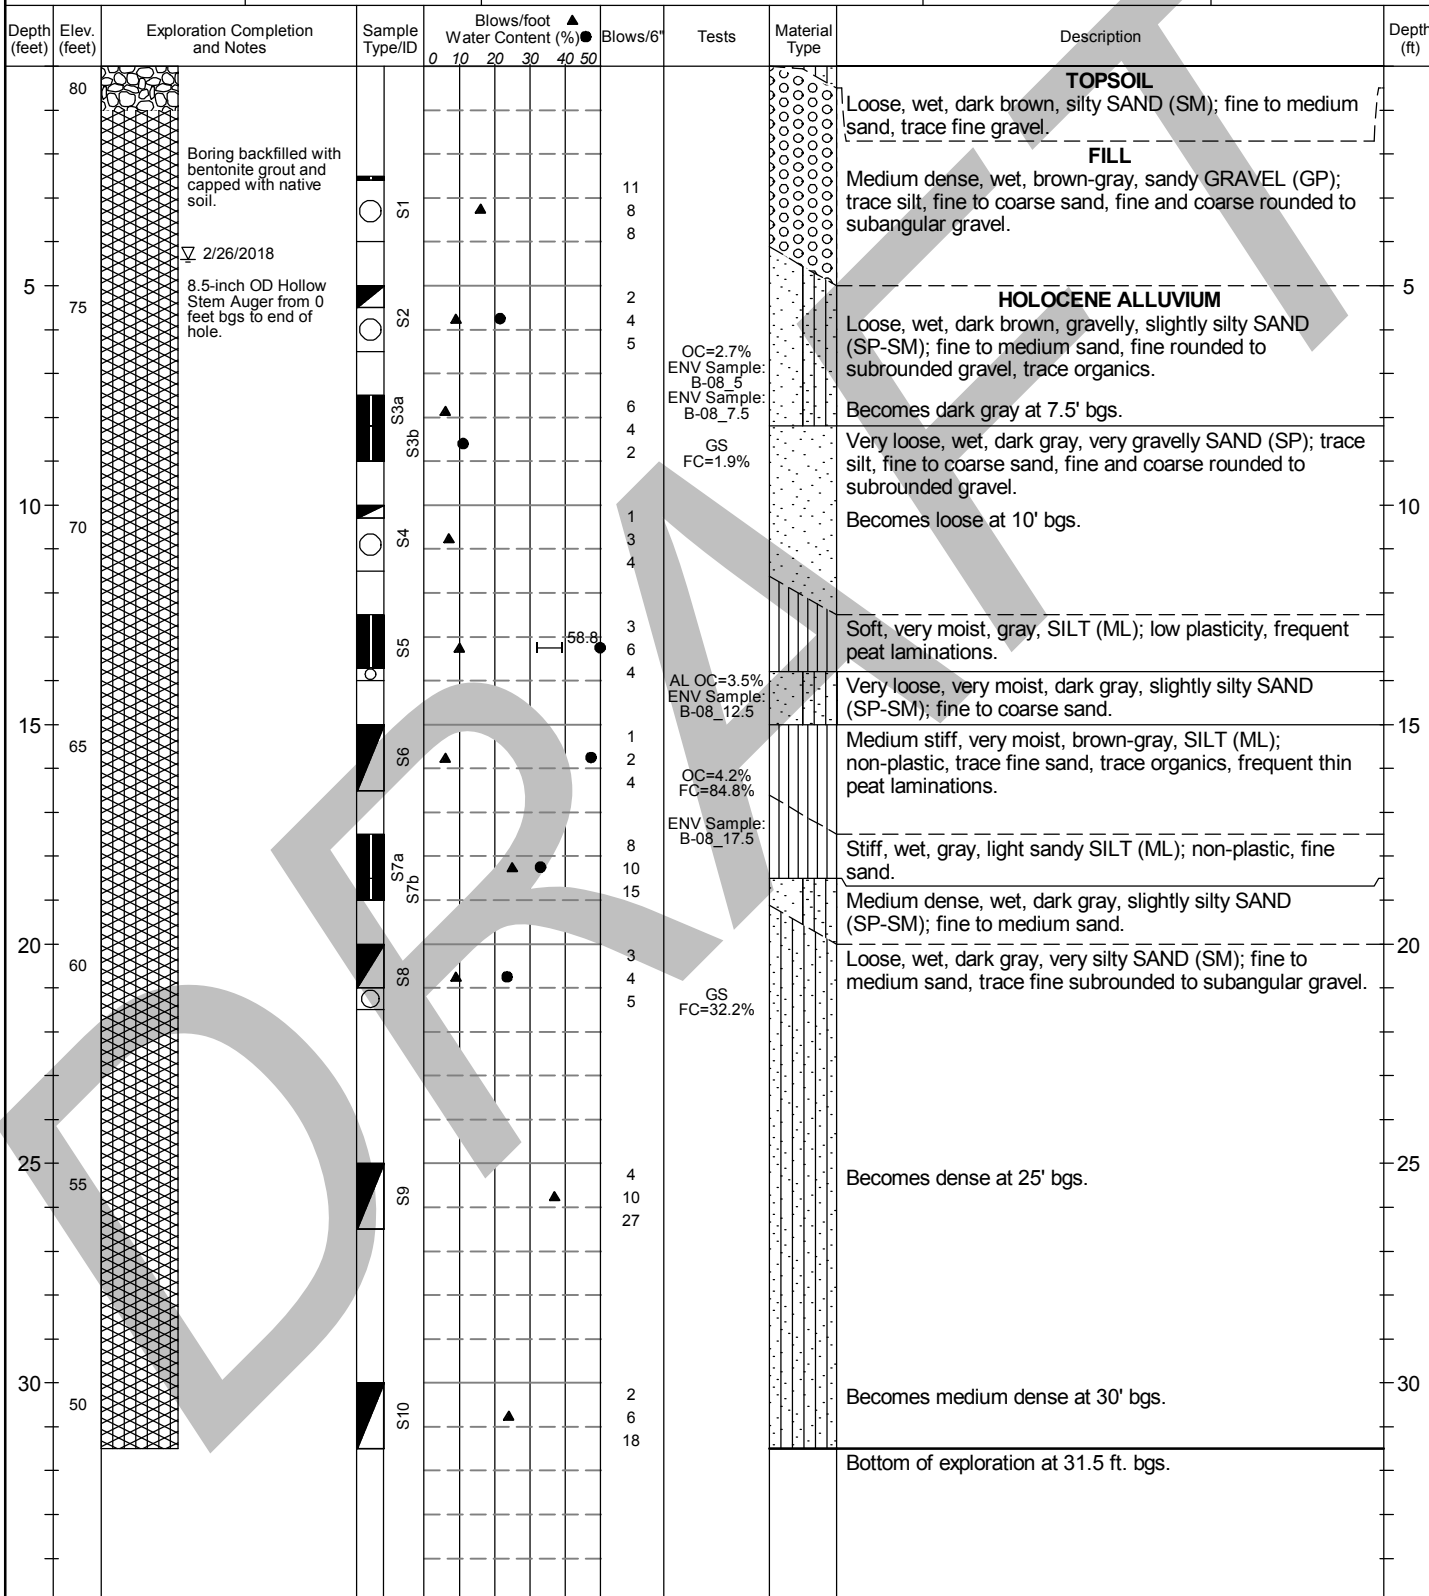 Depth
(feet)
Elev.
(feet)
Exploration Completion
and Notes
Sample
Type/ID
Blows/foot ▲
Water Content (%) ●
0 10 20 30 40 50
Blows/6"
Tests
Material
Type
Description
Depth
(ft)
80
TOPSOIL
Loose, wet, dark brown, silty SAND (SM); fine to medium
sand, trace fine gravel.
Boring backfilled with
bentonite grout and
capped with native
soil.
S1
11
8
8
FILL
Medium dense, wet, brown-gray, sandy GRAVEL (GP);
trace silt, fine to coarse sand, fine and coarse rounded to
subangular gravel.
2/26/2018
8.5-inch OD Hollow
Stem Auger from 0
feet bgs to end of
hole.
5
75
S2
2
4
5
OC=2.7%
ENV Sample:
B-08_5
ENV Sample:
B-08_7.5
HOLOCENE ALLUVIUM
Loose, wet, dark brown, gravelly, slightly silty SAND
(SP-SM); fine to medium sand, fine rounded to
subrounded gravel, trace organics.
Becomes dark gray at 7.5' bgs.
5
S3a
S3b
6
4
2
GS
FC=1.9%
Very loose, wet, dark gray, very gravelly SAND (SP); trace
silt, fine to coarse sand, fine and coarse rounded to
subrounded gravel.
Becomes loose at 10' bgs.
10
70
S4
1
3
4
10
S5
58.8
3
6
4
AL OC=3.5%
ENV Sample:
B-08_12.5
Soft, very moist, gray, SILT (ML); low plasticity, frequent
peat laminations.
Very loose, very moist, dark gray, slightly silty SAND
(SP-SM); fine to coarse sand.
15
65
S6
1
2
4
OC=4.2%
FC=84.8%
Medium stiff, very moist, brown-gray, SILT (ML);
non-plastic, trace fine sand, trace organics, frequent thin
peat laminations.
15
S7a
S7b
8
10
15
ENV Sample:
B-08_17.5
Stiff, wet, gray, light sandy SILT (ML); non-plastic, fine
sand.
Medium dense, wet, dark gray, slightly silty SAND
(SP-SM); fine to medium sand.
20
60
S8
3
4
5
GS
FC=32.2%
Loose, wet, dark gray, very silty SAND (SM); fine to
medium sand, trace fine subrounded to subangular gravel.
20
25
55
S9
4
10
27
Becomes dense at 25' bgs.
25
30
50
S10
2
6
18
Becomes medium dense at 30' bgs.
30
Bottom of exploration at 31.5 ft. bgs.
DRAFT